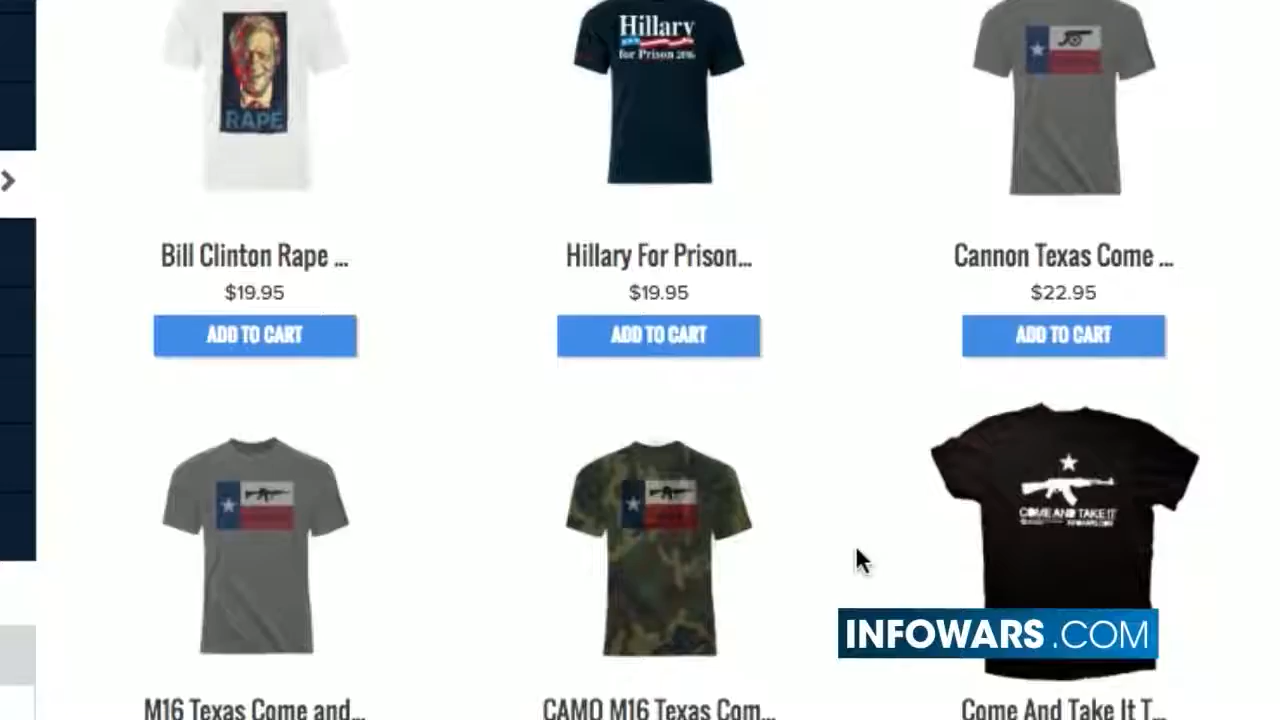 RAPE
Hillary
for Prison 2016
Bill Clinton Rape ...
Hillary For Prison...
Cannon Texas Come ...
$19.95
$19.95
$22.95
ADD TO CART
ADD TO CART
ADD TO CART
COME AND TAKE IT
INFOWARS.COM
INFOWARS.COM
M16 Texas Come and...
CAMO M16 Texas Com...
Come And Take It T...